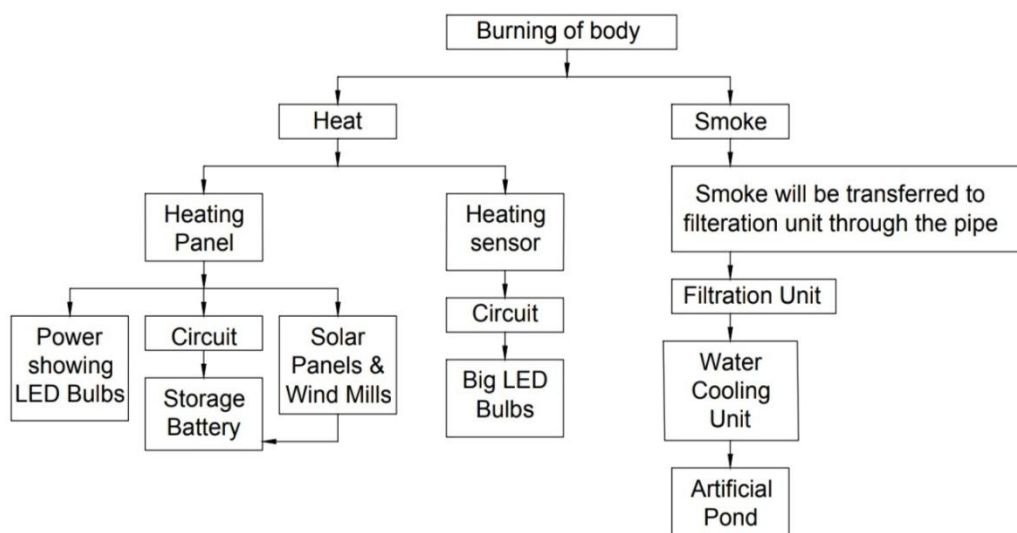 Burning of body
Heat
Smoke
Heating
Panel
Heating
sensor
Smoke will be transferred to
filteration unit through the pipe
Power
showing
LED Bulbs
Circuit
Solar
Panels &
Wind Mills
Storage
Battery
Circuit
Big LED
Bulbs
Filtration Unit
Water
Cooling
Unit
Artificial
Pond